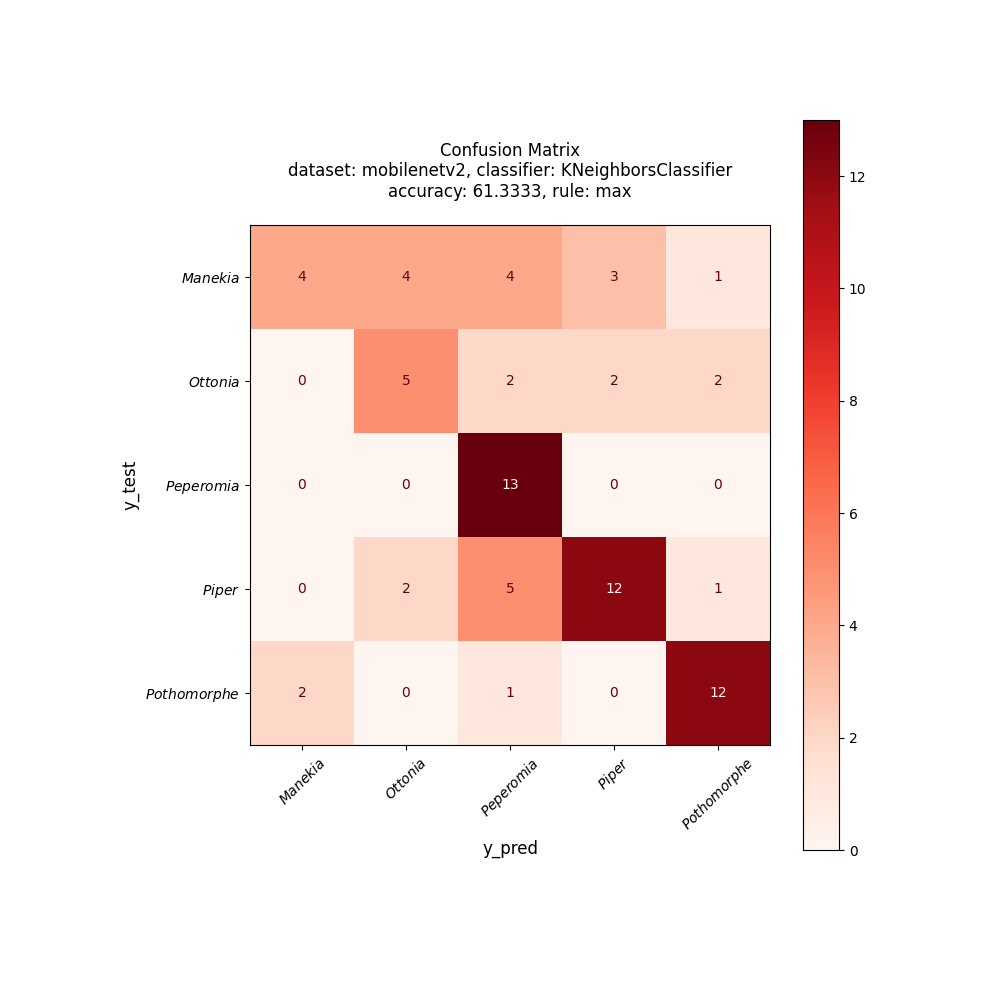 Confusion Matrix
dataset: mobilenetv2, classifier: KNeighborsClassifier
accuracy: 61.3333, rule: max
Manekia 4 4 4 3 1
Ottonia 0 5 2 2 2
Peperomia 0 0 13 0 0
Piper 0 2 5 12 1
Pothomorphe 2 0 1 0 12
y_test
Manekia Ottonia Peperomia Piper Pothomorphe
y_pred
12
10
8
6
4
2
0